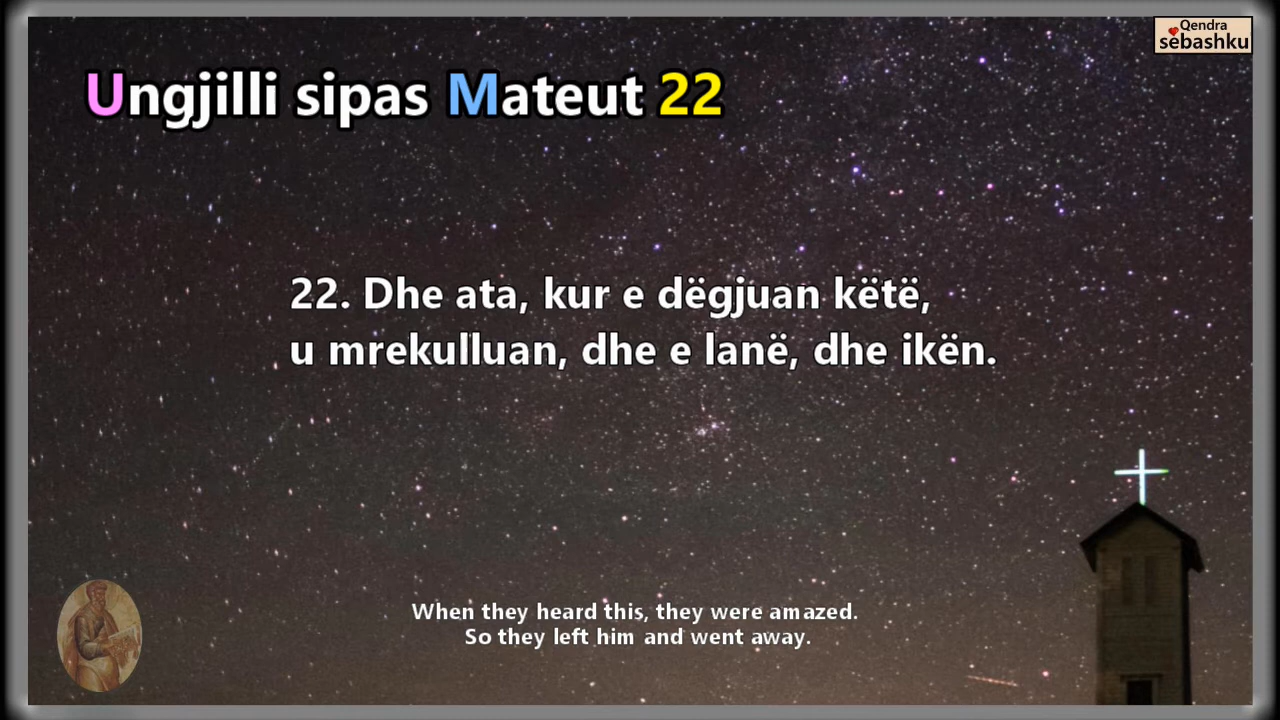 Qendra
sëbashku
Ungjilli sipas Mateut 22
22. Dhe ata, kur e dëgjuan këtë,
u mrekulluan, dhe e lanë, dhe ikën.
When they heard this, they were amazed.
So they left him and went away.